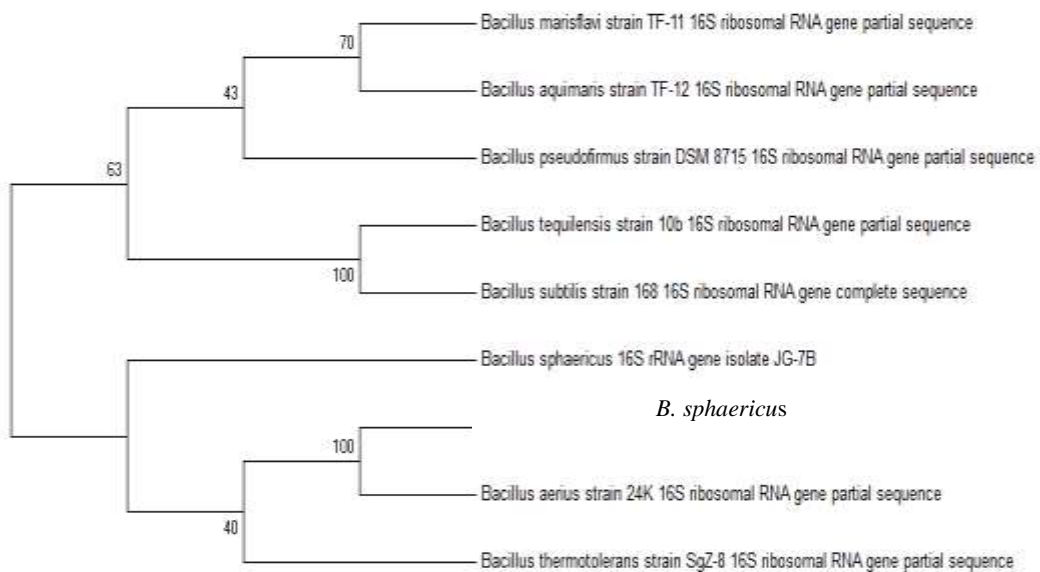 Bacillus marisflavi strain TF-11 16S ribosomal RNA gene partial sequence
70
Bacillus aquimaris strain TF-12 16S ribosomal RNA gene partial sequence
43
Bacillus pseudofirmus strain DSM 8715 16S ribosomal RNA gene partial sequence
63
Bacillus tequilensis strain 10b 16S ribosomal RNA gene partial sequence
100
Bacillus subtilis strain 168 16S ribosomal RNA gene complete sequence
Bacillus sphaericus 16S rRNA gene isolate JG-7B
B. sphaericus
100
Bacillus aerius strain 24K 16S ribosomal RNA gene partial sequence
40
Bacillus thermotolerans strain SgZ-8 16S ribosomal RNA gene partial sequence